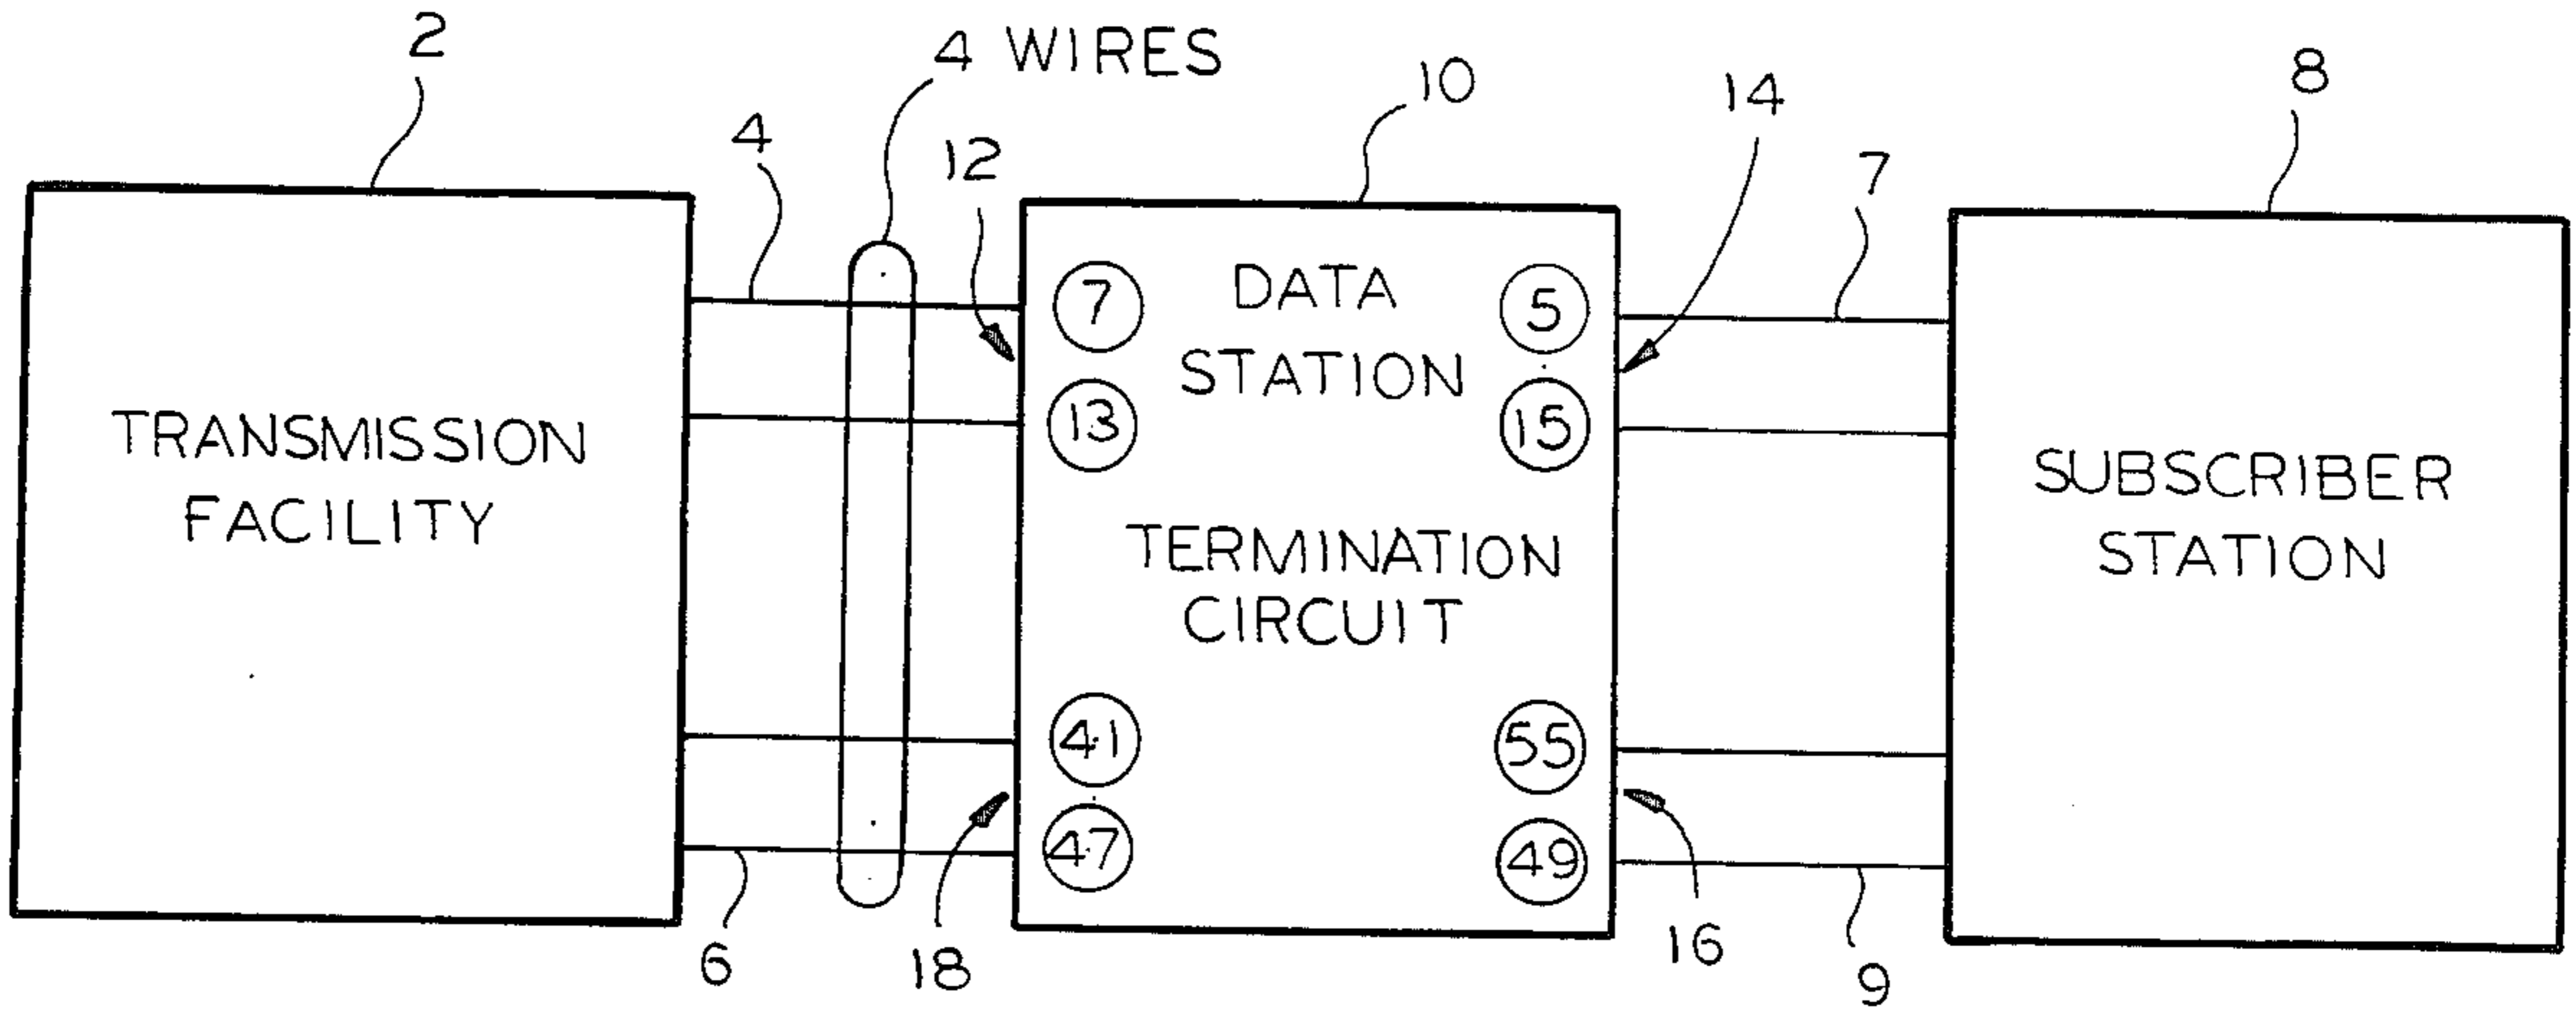 2
4 WIRES
10
14
8
4
12
7
7
DATA
5
STATION
13
15
TRANSMISSION
FACILITY
SUBSCRIBER
STATION
TERMINATION
CIRCUIT
41
55
47
49
6
18
16
9